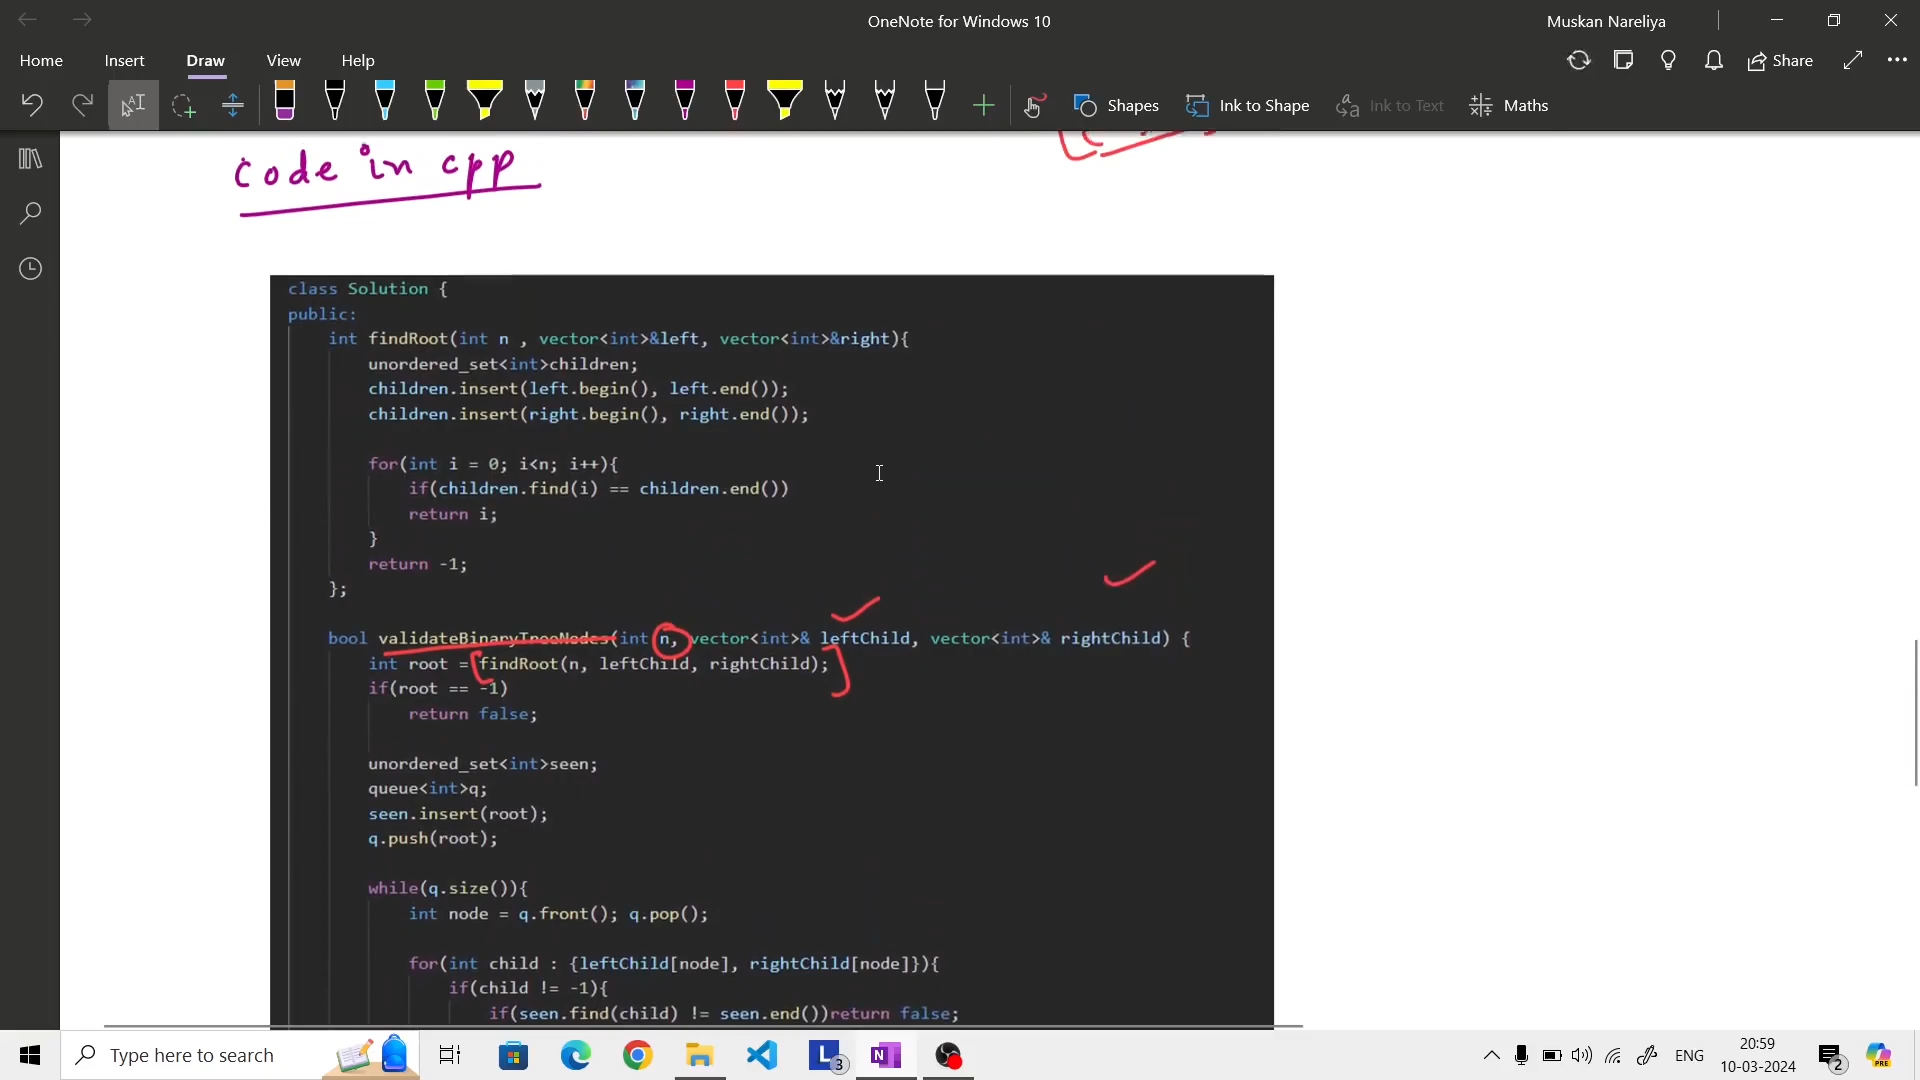 OneNote for Windows 10
Muskan Nareliya
Home Insert Draw View Help
Share
Shapes Ink to Shape Ink to Text Maths
Code in cpp
class Solution {
public:
int findRoot(int n , vector<int>&left, vector<int>&right){
unordered_set<int>children;
children.insert(left.begin(), left.end());
children.insert(right.begin(), right.end());
for(int i = 0; i<n; i++){
if(children.find(i) == children.end())
return i;
}
return -1;
};
bool validateBinaryTreeNodes(int n, vector<int>& leftChild, vector<int>& rightChild) {
int root = findRoot(n, leftChild, rightChild);
if(root == -1)
return false;
unordered_set<int>seen;
queue<int>q;
seen.insert(root);
q.push(root);
while(q.size()){
int node = q.front(); q.pop();
for(int child : {leftChild[node], rightChild[node]}){
if(child != -1){
if(seen.find(child) != seen.end())return false;
Type here to search
L 3
N
ENG
20:59
10-03-2024
2
PRE